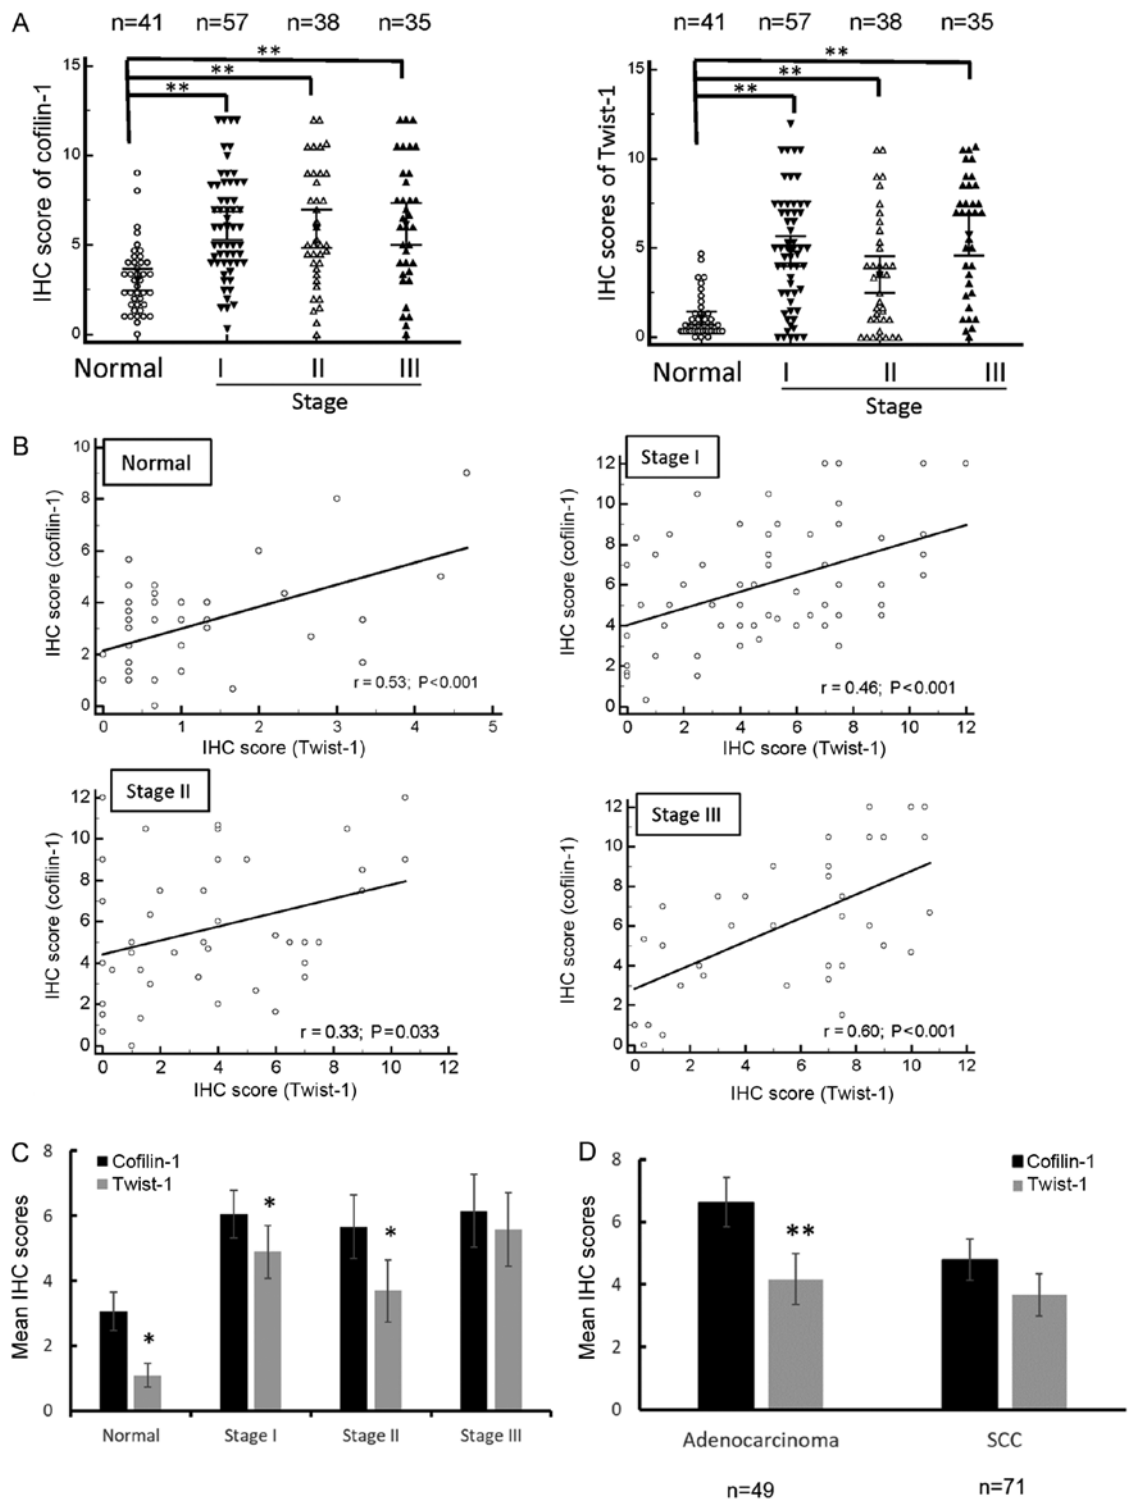 A
n=41 n=57 n=38 n=35
n=41 n=57 n=38 n=35
IHC score of cofilin-1
15
10
5
0
** ** **
Normal I II III
Stage
IHC scores of Twist-1
15
10
5
0
** ** **
Normal I II III
Stage
B
Normal
IHC score (cofilin-1)
10
8
6
4
2
0
r = 0.53; P<0.001
0 1 2 3 4 5
IHC score (Twist-1)
Stage I
IHC score (cofilin-1)
12
10
8
6
4
2
0
r = 0.46; P<0.001
0 2 4 6 8 10 12
IHC score (Twist-1)
Stage II
IHC score (cofilin-1)
12
10
8
6
4
2
0
r = 0.33; P=0.033
0 2 4 6 8 10 12
IHC score (Twist-1)
Stage III
IHC score (cofilin-1)
12
10
8
6
4
2
0
r = 0.60; P<0.001
0 2 4 6 8 10 12
IHC score (Twist-1)
C
Mean IHC scores
8
6
4
2
0
Cofilin-1
Twist-1
* * *
Normal Stage I Stage II Stage III
D
Mean IHC scores
8
6
4
2
0
Cofilin-1
Twist-1
**
Adenocarcinoma SCC
n=49 n=71